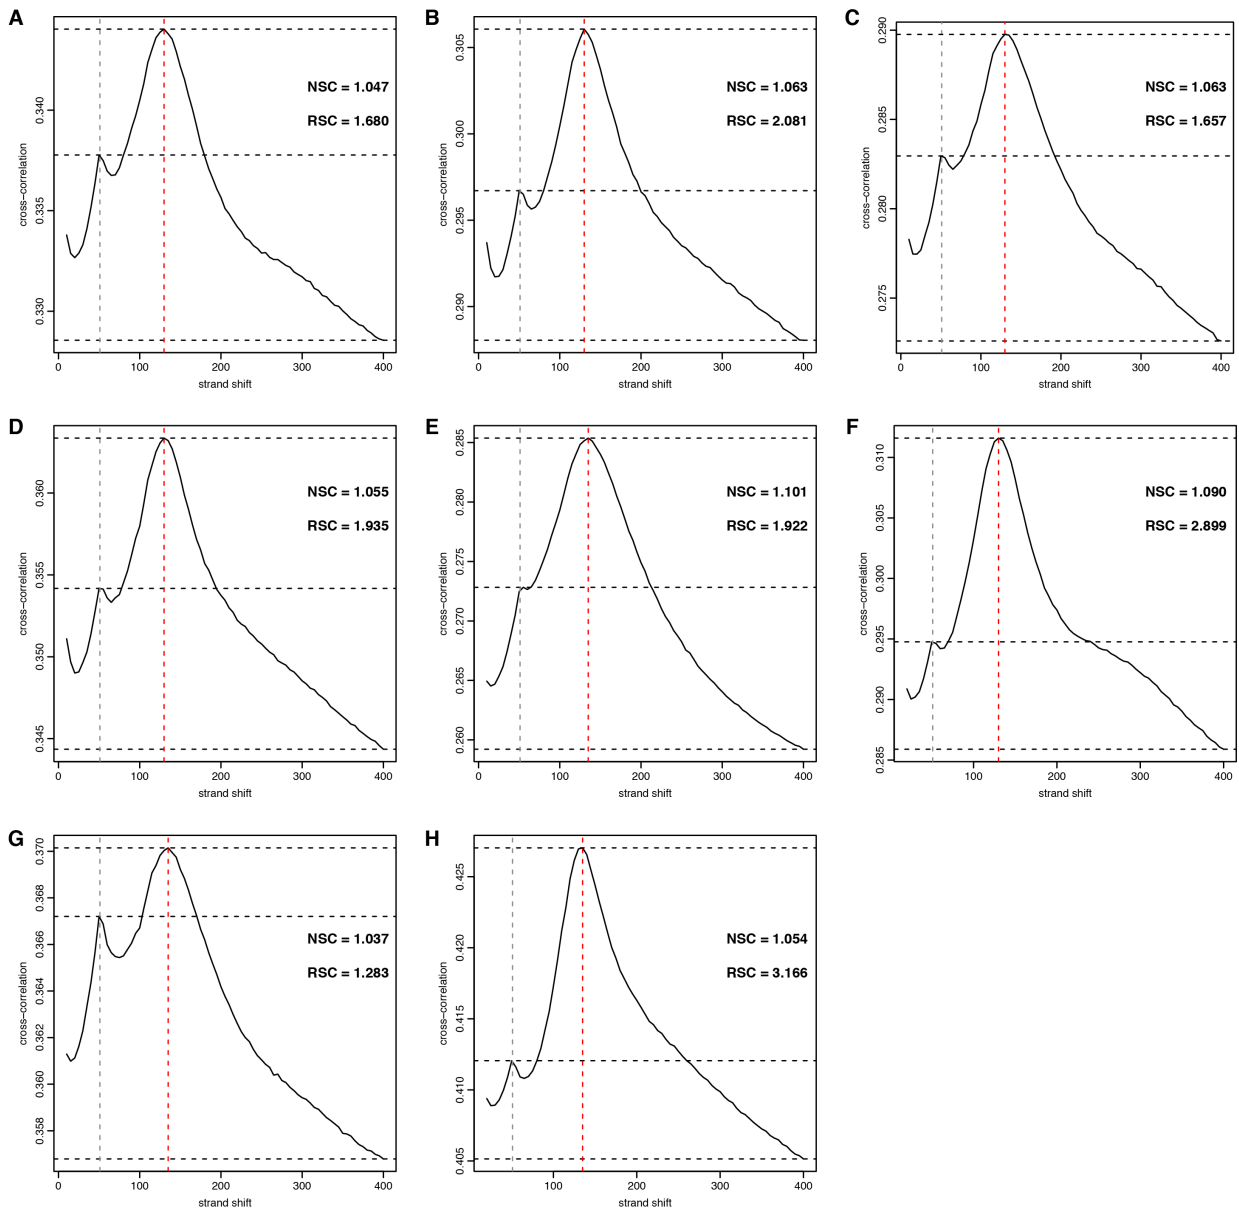 A
NSC = 1.047
RSC = 1.680
cross−correlation
0.340
0.335
0.330
0 100 200 300 400
strand shift
B
NSC = 1.063
RSC = 2.081
cross−correlation
0.305
0.300
0.295
0.290
0 100 200 300 400
strand shift
C
NSC = 1.063
RSC = 1.657
cross−correlation
0.290
0.285
0.280
0.275
0 100 200 300 400
strand shift
D
NSC = 1.055
RSC = 1.935
cross−correlation
0.360
0.355
0.350
0.345
0 100 200 300 400
strand shift
E
NSC = 1.101
RSC = 1.922
cross−correlation
0.285
0.280
0.275
0.270
0.265
0.260
0 100 200 300 400
strand shift
F
NSC = 1.090
RSC = 2.899
cross−correlation
0.310
0.305
0.300
0.295
0.290
0.285
100 200 300 400
strand shift
G
NSC = 1.037
RSC = 1.283
cross−correlation
0.370
0.368
0.366
0.364
0.362
0.360
0.358
0 100 200 300 400
strand shift
H
NSC = 1.054
RSC = 3.166
cross−correlation
0.425
0.420
0.415
0.410
0.405
100 200 300 400
strand shift